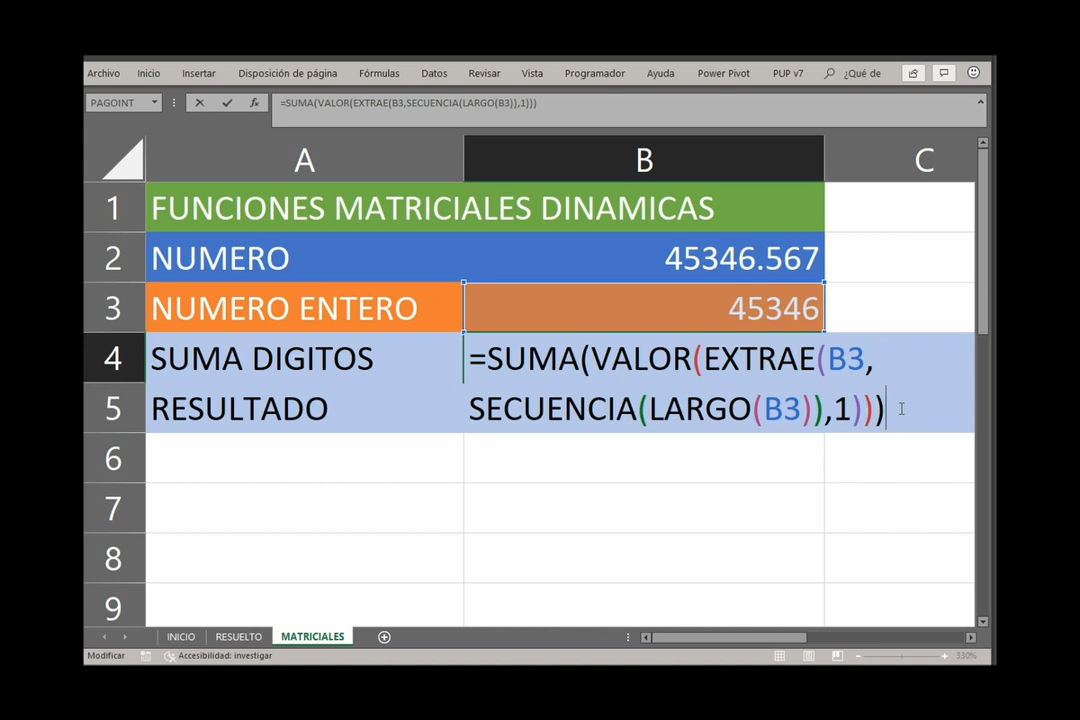 Archivo Inicio Insertar Disposición de página Fórmulas Datos Revisar Vista Programador Ayuda Power Pivot PUP v7 ¿Qué de
PAGOINT fx =SUMA(VALOR(EXTRAE(B3,SECUENCIA(LARGO(B3)),1)))
A B C
1 FUNCIONES MATRICIALES DINAMICAS
2 NUMERO 45346.567
3 NUMERO ENTERO 45346
4 SUMA DIGITOS =SUMA(VALOR(EXTRAE(B3,
5 RESULTADO SECUENCIA(LARGO(B3)),1)))
6
7
8
9
INICIO RESUELTO MATRICIALES
Modificar Accesibilidad: investigar 330%